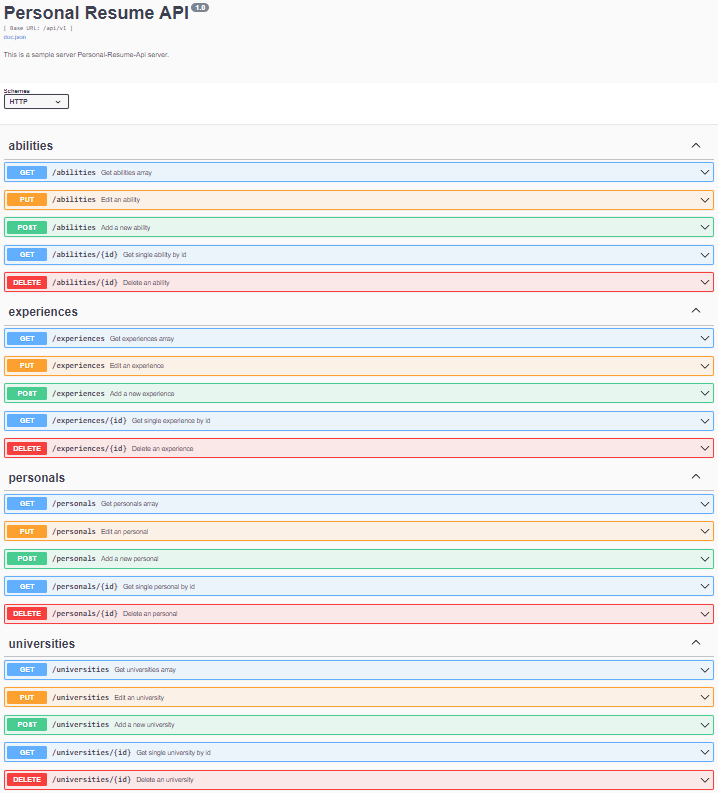 Personal Resume API 1.0
[ Base URL: /api/v1 ]
doc.json
This is a sample server Personal-Resume-Api server.
Schemes
HTTP
abilities
GET /abilities Get abilities array
PUT /abilities Edit an ability
POST /abilities Add a new ability
GET /abilities/{id} Get single ability by id
DELETE /abilities/{id} Delete an ability
experiences
GET /experiences Get experiences array
PUT /experiences Edit an experience
POST /experiences Add a new experience
GET /experiences/{id} Get single experience by id
DELETE /experiences/{id} Delete an experience
personals
GET /personals Get personals array
PUT /personals Edit an personal
POST /personals Add a new personal
GET /personals/{id} Get single personal by id
DELETE /personals/{id} Delete an personal
universities
GET /universities Get universities array
PUT /universities Edit an university
POST /universities Add a new university
GET /universities/{id} Get single university by id
DELETE /universities/{id} Delete an university